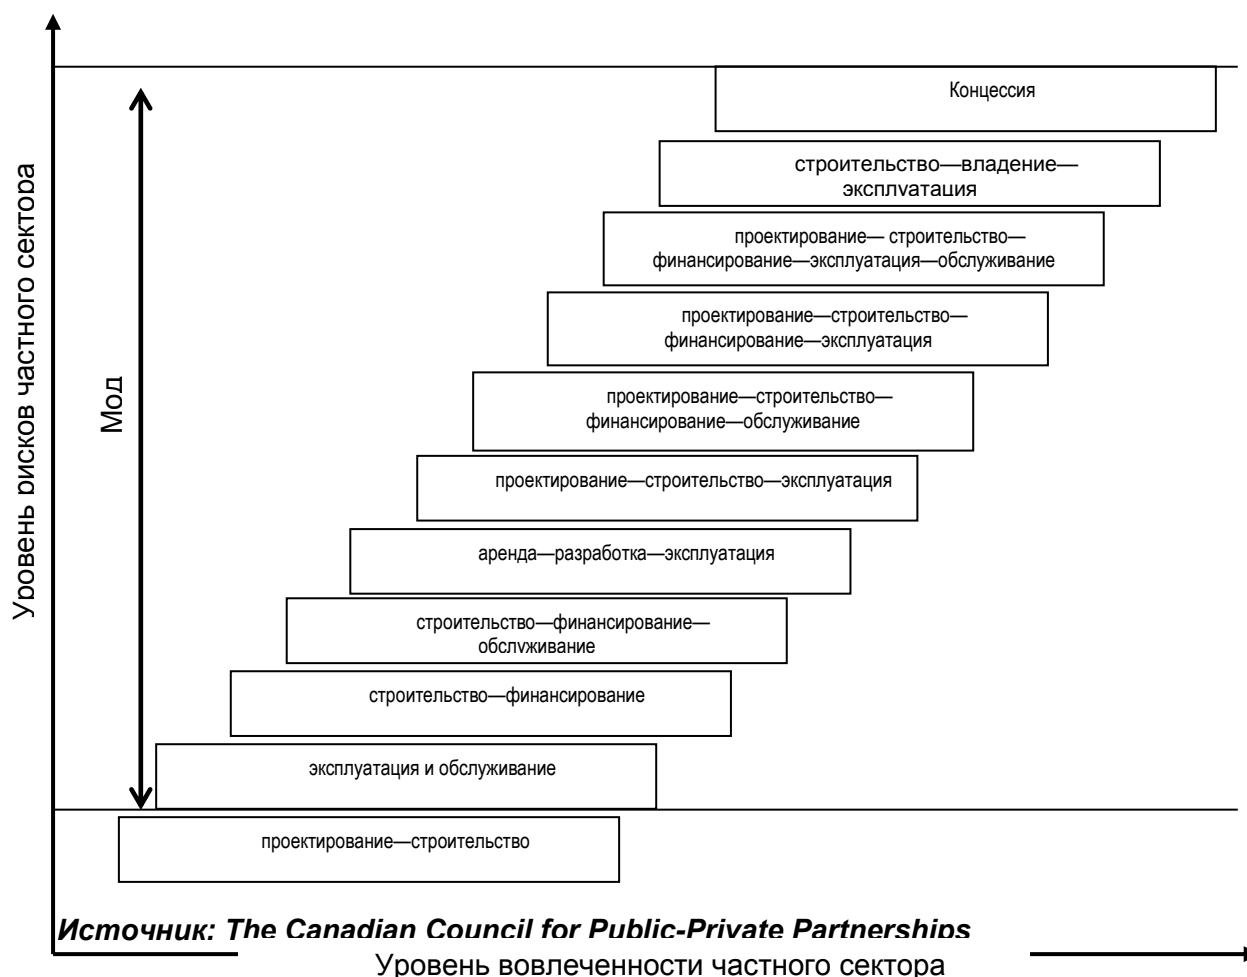 Концессия
строительство—владение—
эксплуатация
проектирование— строительство—
финансирование—эксплуатация—обслуживание
проектирование—строительство—
финансирование—эксплуатация
проектирование—строительство—
финансирование—обслуживание
проектирование—строительство—эксплуатация
аренда—разработка—эксплуатация
строительство—финансирование—
обслуживание
строительство—финансирование
эксплуатация и обслуживание
проектирование—строительство
Уровень рисков частного сектора
Мод
Источник: The Canadian Council for Public-Private Partnerships
Уровень вовлеченности частного сектора